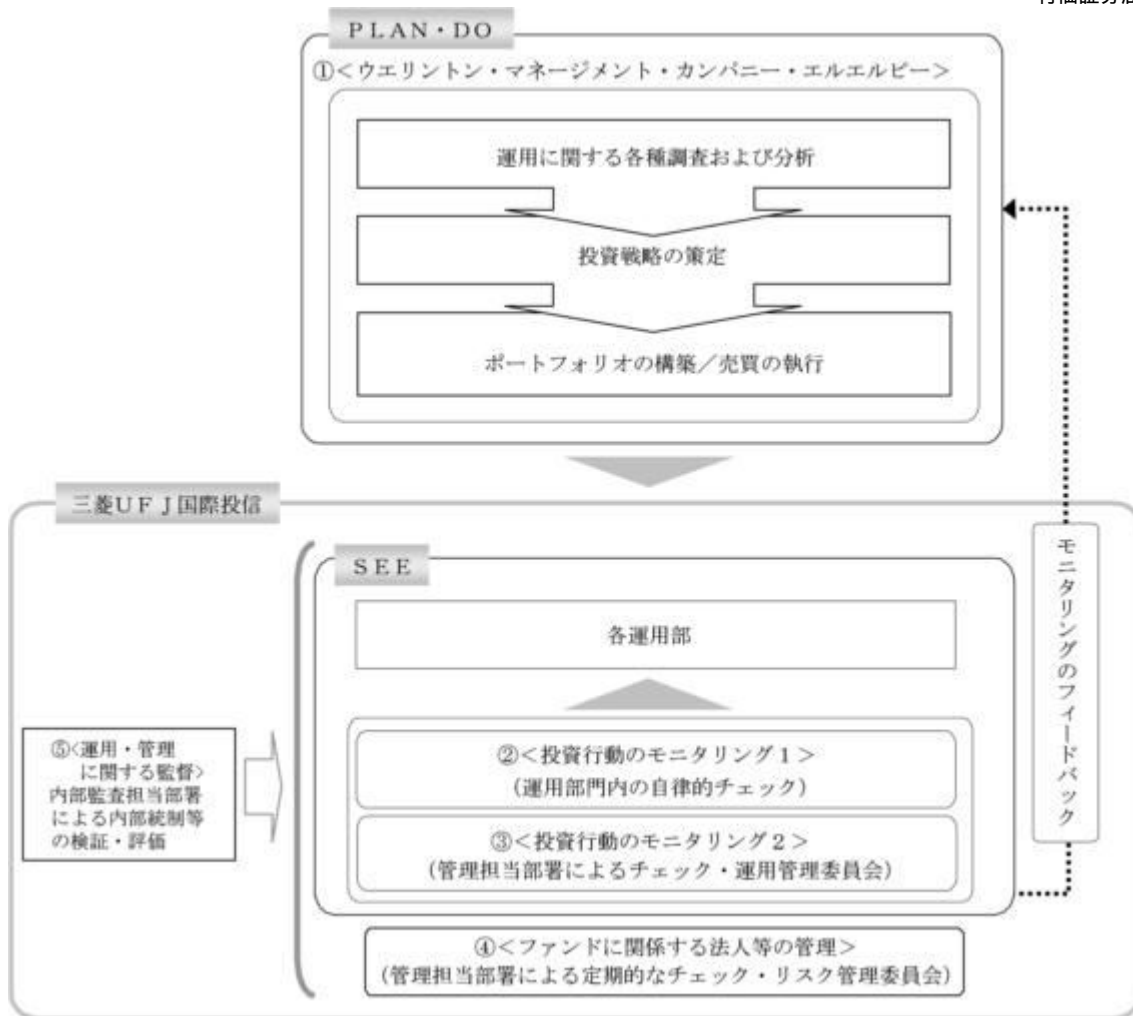 ＰＬＡＮ・ＤＯ
①＜ウエリントン・マネージメント・カンパニー・エルエルピー＞
運用に関する各種調査および分析
投資戦略の策定
ポートフォリオの構築／売買の執行
三菱ＵＦＪ国際投信
ＳＥＥ
各運用部
②＜投資行動のモニタリング１＞
（運用部門内の自律的チェック）
③＜投資行動のモニタリング２＞
（管理担当部署によるチェック・運用管理委員会）
④＜ファンドに関係する法人等の管理＞
（管理担当部署による定期的なチェック・リスク管理委員会）
⑤<運用・管理
に関する監督>
内部監査担当部署
による内部統制等
の検証・評価
モニタリングのフィードバック